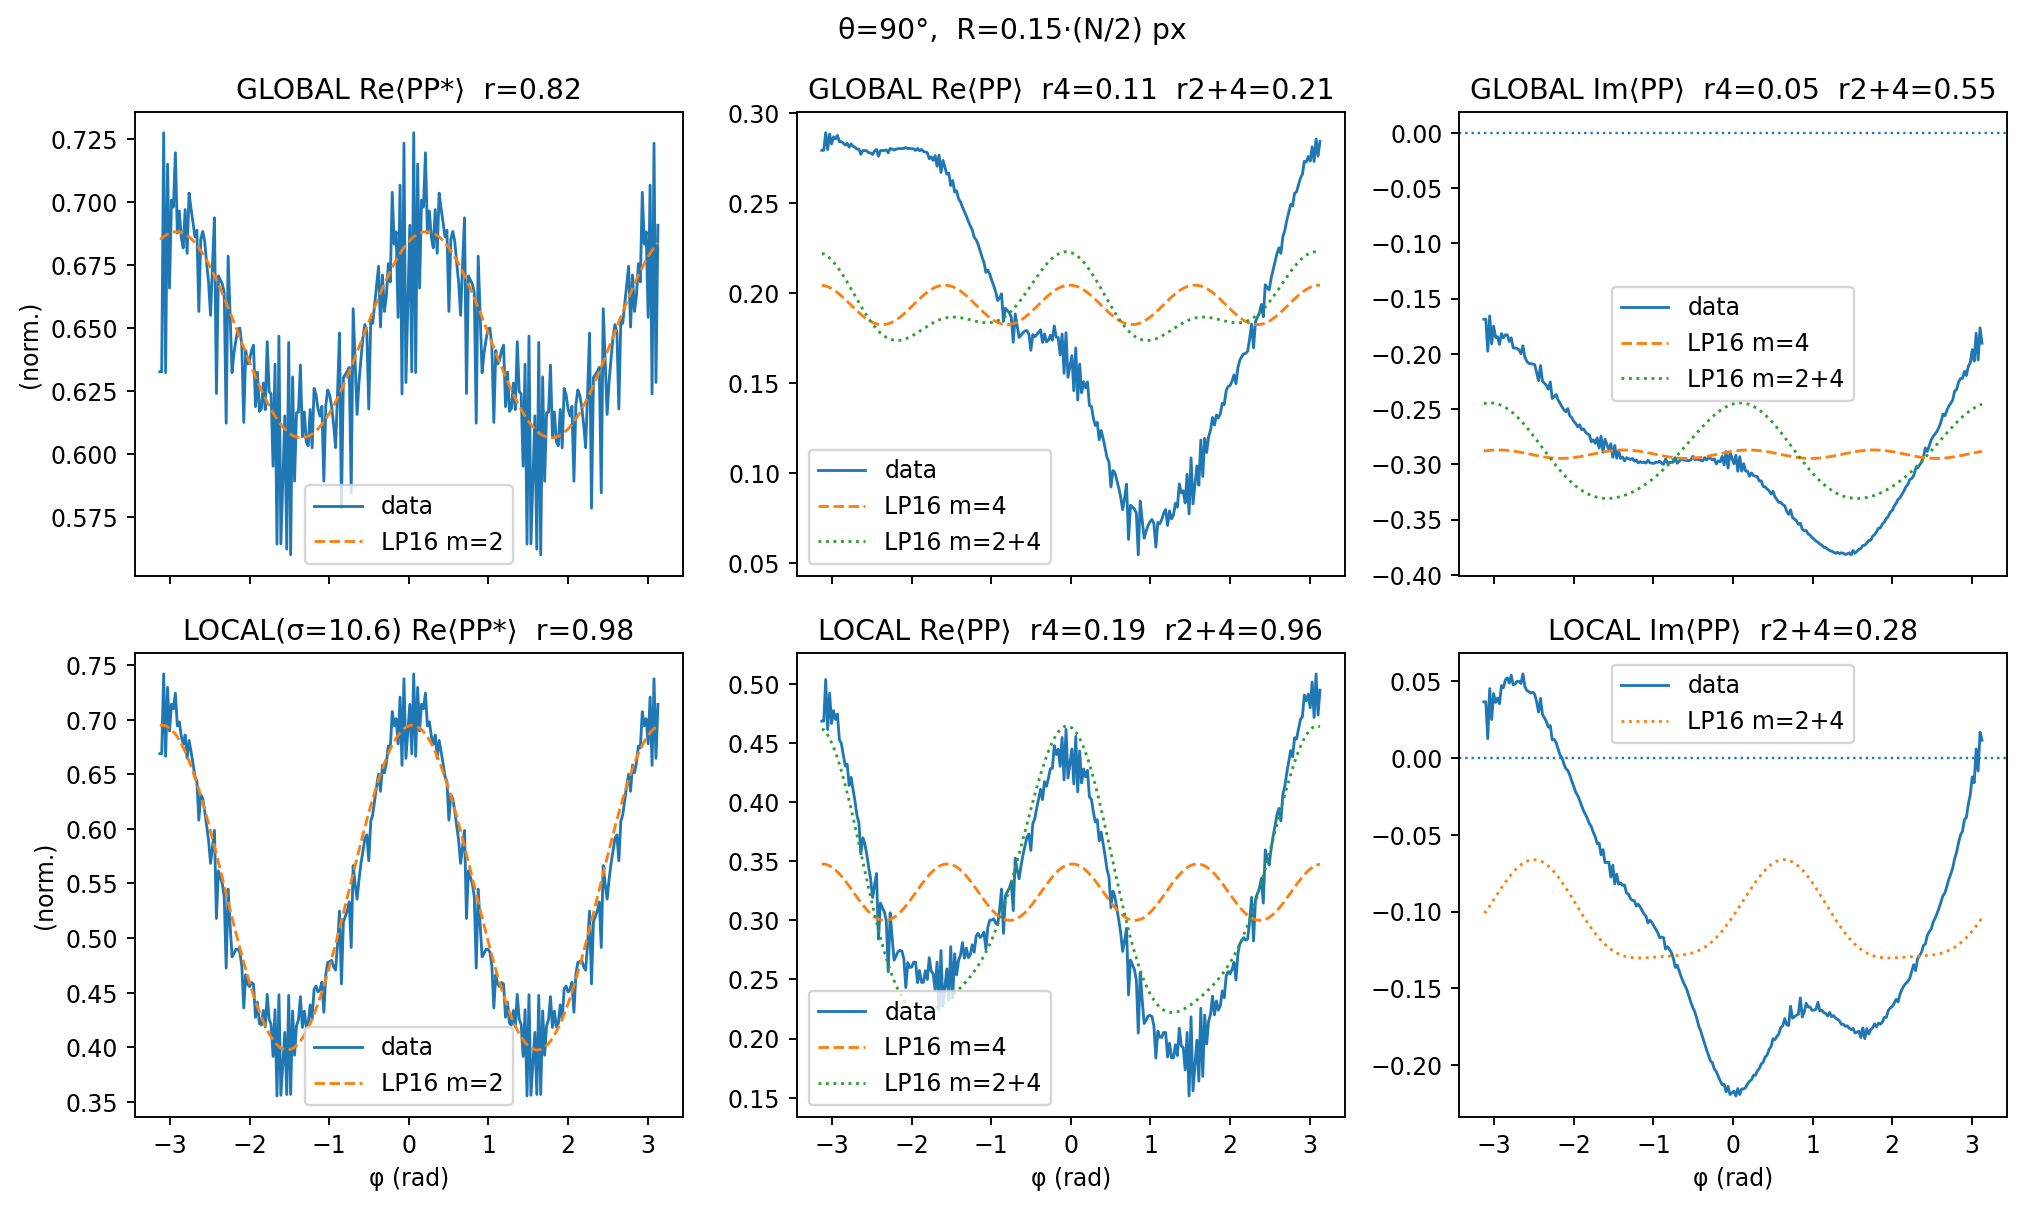 θ=90°,  R=0.15·(N/2) px
GLOBAL Re⟨PP*⟩  r=0.82
0.725
0.700
0.675
0.650
0.625
0.600
0.575
(norm.)
data
LP16 m=2
GLOBAL Re⟨PP⟩  r4=0.11  r2+4=0.21
0.30
0.25
0.20
0.15
0.10
0.05
data
LP16 m=4
LP16 m=2+4
GLOBAL Im⟨PP⟩  r4=0.05  r2+4=0.55
0.00
−0.05
−0.10
−0.15
−0.20
−0.25
−0.30
−0.35
−0.40
data
LP16 m=4
LP16 m=2+4
LOCAL(σ=10.6) Re⟨PP*⟩  r=0.98
0.75
0.70
0.65
0.60
0.55
0.50
0.45
0.40
0.35
(norm.)
data
LP16 m=2
−3 −2 −1 0 1 2 3
φ (rad)
LOCAL Re⟨PP⟩  r4=0.19  r2+4=0.96
0.50
0.45
0.40
0.35
0.30
0.25
0.20
0.15
data
LP16 m=4
LP16 m=2+4
−3 −2 −1 0 1 2 3
φ (rad)
LOCAL Im⟨PP⟩  r2+4=0.28
0.05
0.00
−0.05
−0.10
−0.15
−0.20
data
LP16 m=2+4
−3 −2 −1 0 1 2 3
φ (rad)